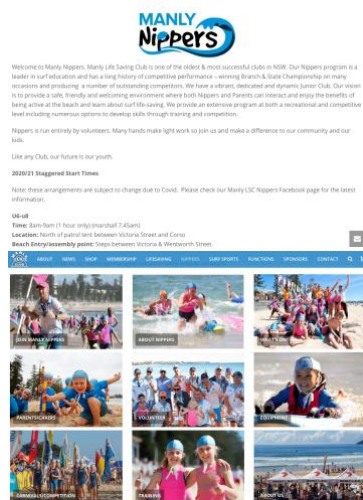 MANLY
Nippers
Welcome to Manly Nippers. Manly Life Saving Club is one of the oldest & most successful clubs in NSW. Our Nippers program is a
leader in surf education and has a long history of competitive performance – winning Branch & State Championship on many
occasions and producing a number of outstanding competitors. We have a vibrant, dedicated and dynamic Junior Club. Our vision
is to provide a safe, friendly and welcoming environment where both Nippers and Parents can interact and enjoy the benefits of
being active at the beach and learn about surf life-saving. We provide an extensive program at both a recreational and competitive
level including numerous options to develop skills through training and competition.
Nippers is run entirely by volunteers. Many hands make light work so join us and make a difference to our community and our
kids.
Like any Club, our future is our youth.
2020/21 Staggered Start Times
Note: these arrangements are subject to change due to Covid. Please check our Manly LSC Nippers Facebook page for the latest
information.
U6-u8
Time: 8am-9am (1 hour only) (marshall 7.45am)
Location: North of patrol tent between Victoria Street and Corso
Beach Entry/assembly point: Steps between Victoria & Wentworth Street
ABOUT NEWS SHOP MEMBERSHIP LIFESAVING NIPPERS SURF SPORTS FUNCTIONS SPONSORS CONTACT
JOIN MANLY NIPPERS
ABOUT NIPPERS
PARENTS/CARERS
VOLUNTEER
EQUIPMENT
CARNIVALS/COMPETITION
TRAINING
ABOUT US